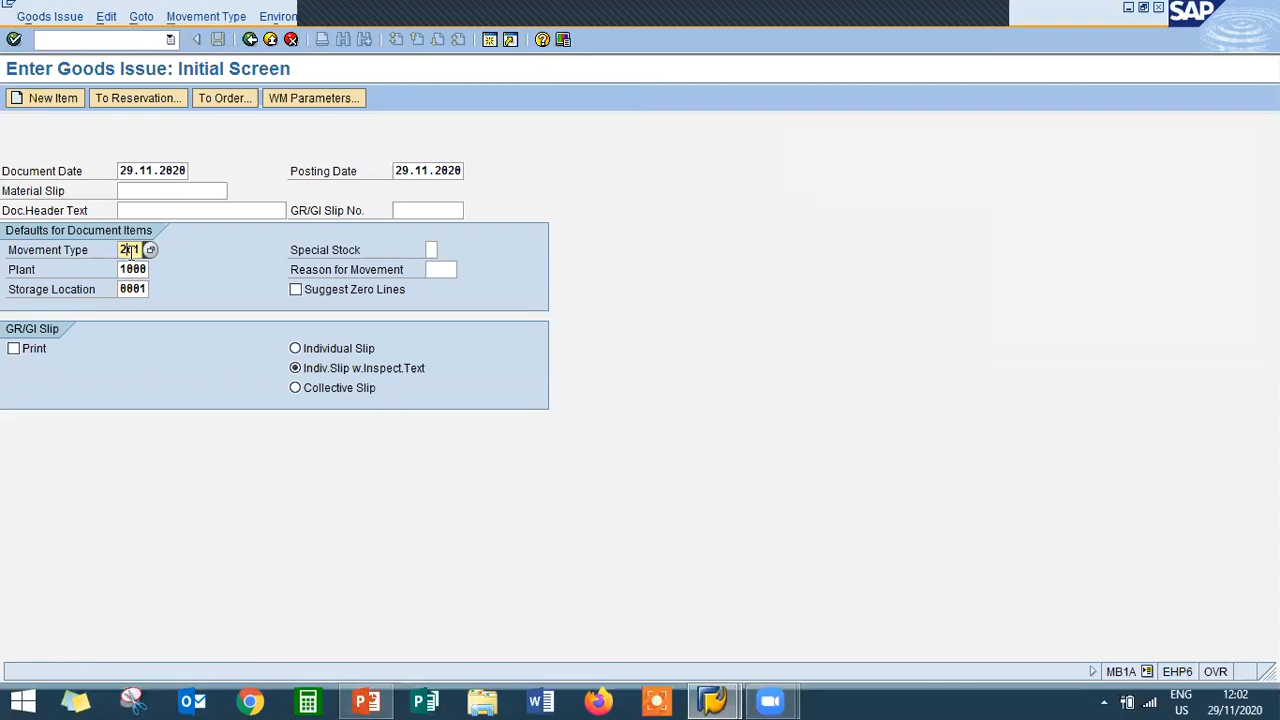 Goods Issue Edit Goto Movement Type Environ
SAP
Enter Goods Issue: Initial Screen
New Item To Reservation... To Order... WM Parameters...
Document Date 29.11.2020 Posting Date 29.11.2020
Material Slip
Doc.Header Text GR/GI Slip No.
Defaults for Document Items
Movement Type 201 Special Stock
Plant 1000 Reason for Movement
Storage Location 0001 Suggest Zero Lines
GR/GI Slip
Print Individual Slip
Indiv.Slip w.Inspect.Text
Collective Slip
MB1A EHP6 OVR
ENG 12:02
US 29/11/2020